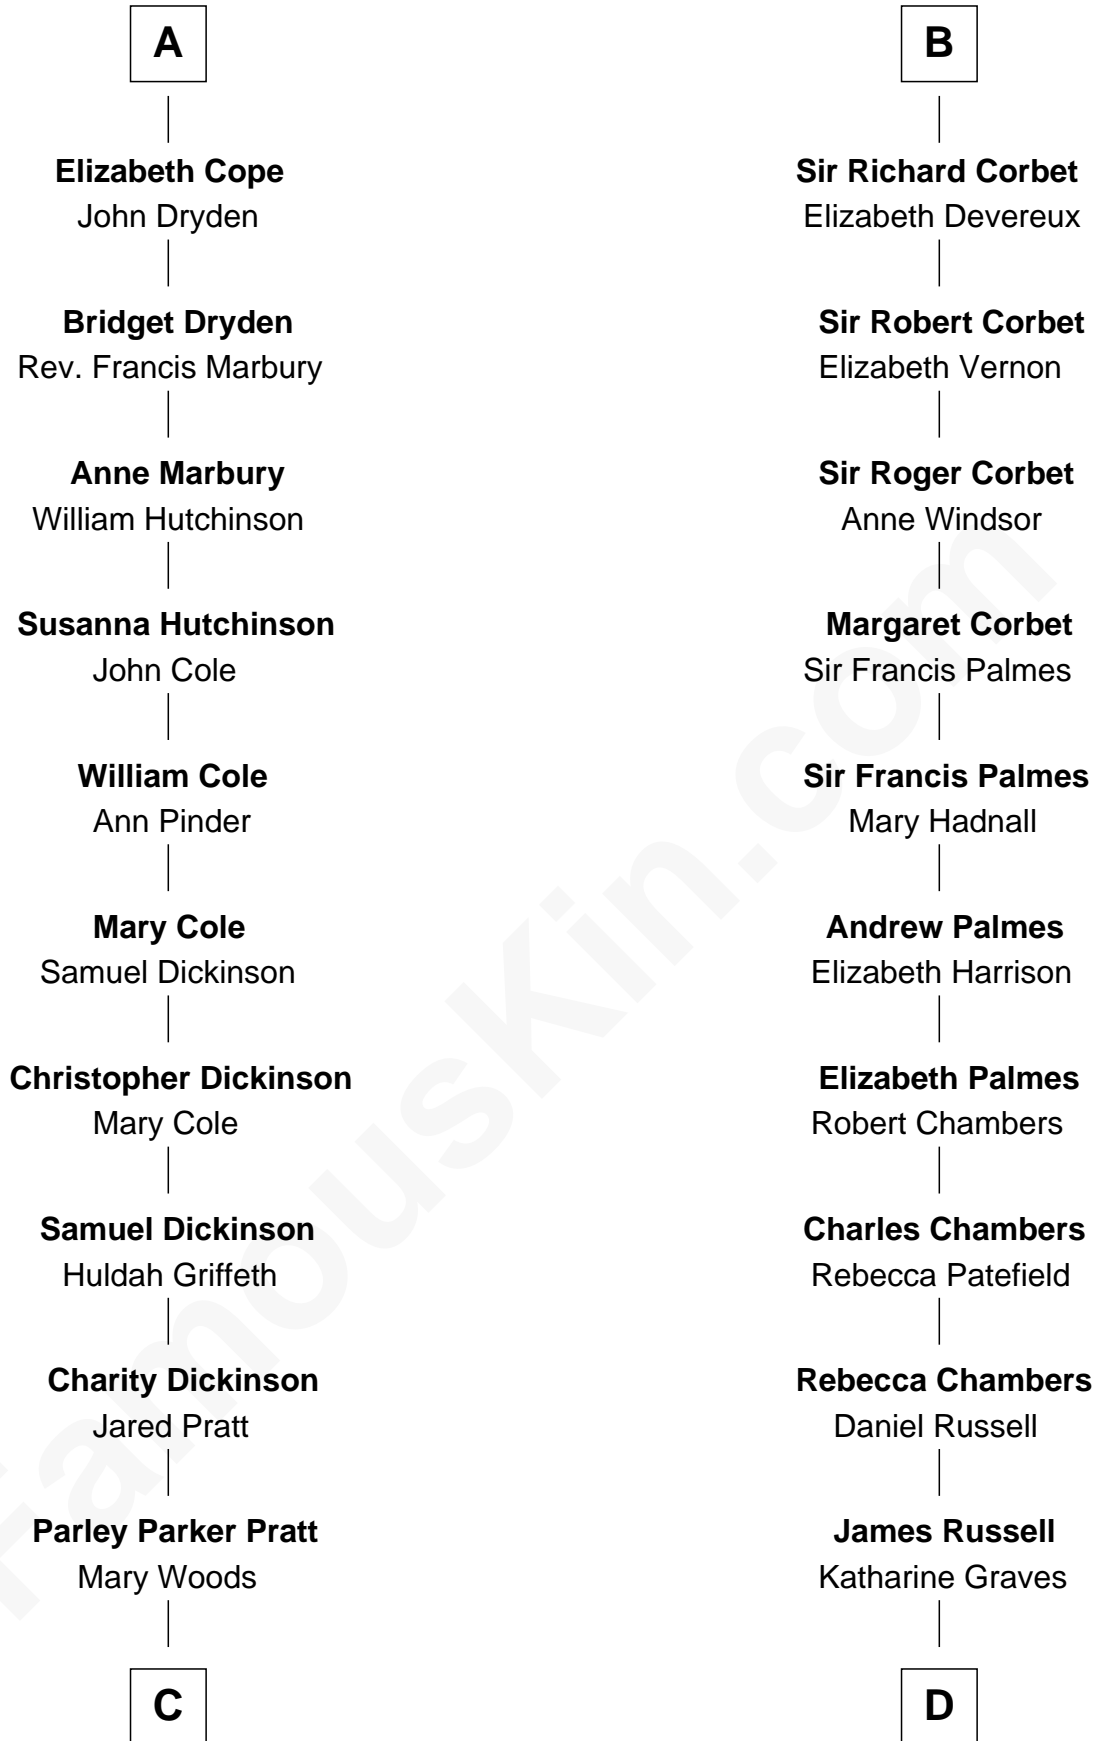 A
Elizabeth Cope
John Dryden
Bridget Dryden
Rev. Francis Marbury
Anne Marbury
William Hutchinson
Susanna Hutchinson
John Cole
William Cole
Ann Pinder
Mary Cole
Samuel Dickinson
Christopher Dickinson
Mary Cole
Samuel Dickinson
Huldah Griffeth
Charity Dickinson
Jared Pratt
Parley Parker Pratt
Mary Woods
C
B
Sir Richard Corbet
Elizabeth Devereux
Sir Robert Corbet
Elizabeth Vernon
Sir Roger Corbet
Anne Windsor
Margaret Corbet
Sir Francis Palmes
Sir Francis Palmes
Mary Hadnall
Andrew Palmes
Elizabeth Harrison
Elizabeth Palmes
Robert Chambers
Charles Chambers
Rebecca Patefield
Rebecca Chambers
Daniel Russell
James Russell
Katharine Graves
D
FamousKin.com